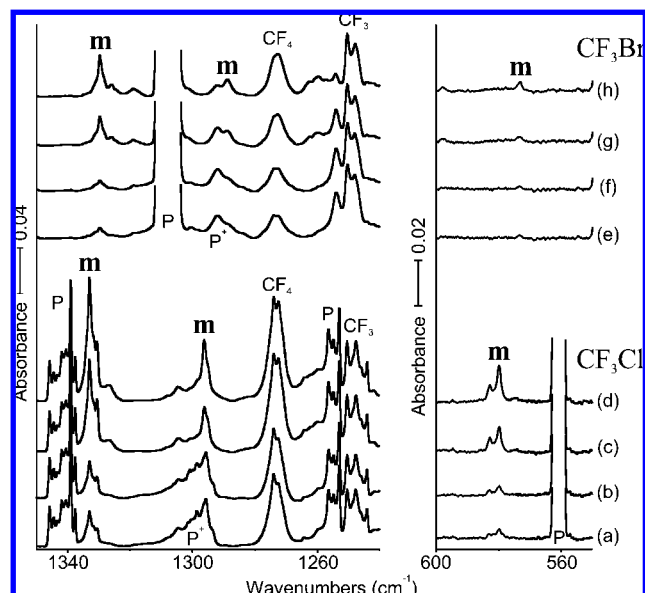 CF₃
CF₄
CF₃Br
m
m
m
(h)
(g)
(f)
(e)
P
P⁺
Absorbance 0.04
Absorbance 0.02
m
CF₄
P
P
CF₃
m
m
CF₃Cl
(d)
(c)
(b)
(a)
P⁺
P
1340 1300 1260
600 560
Wavenumbers (cm⁻¹)